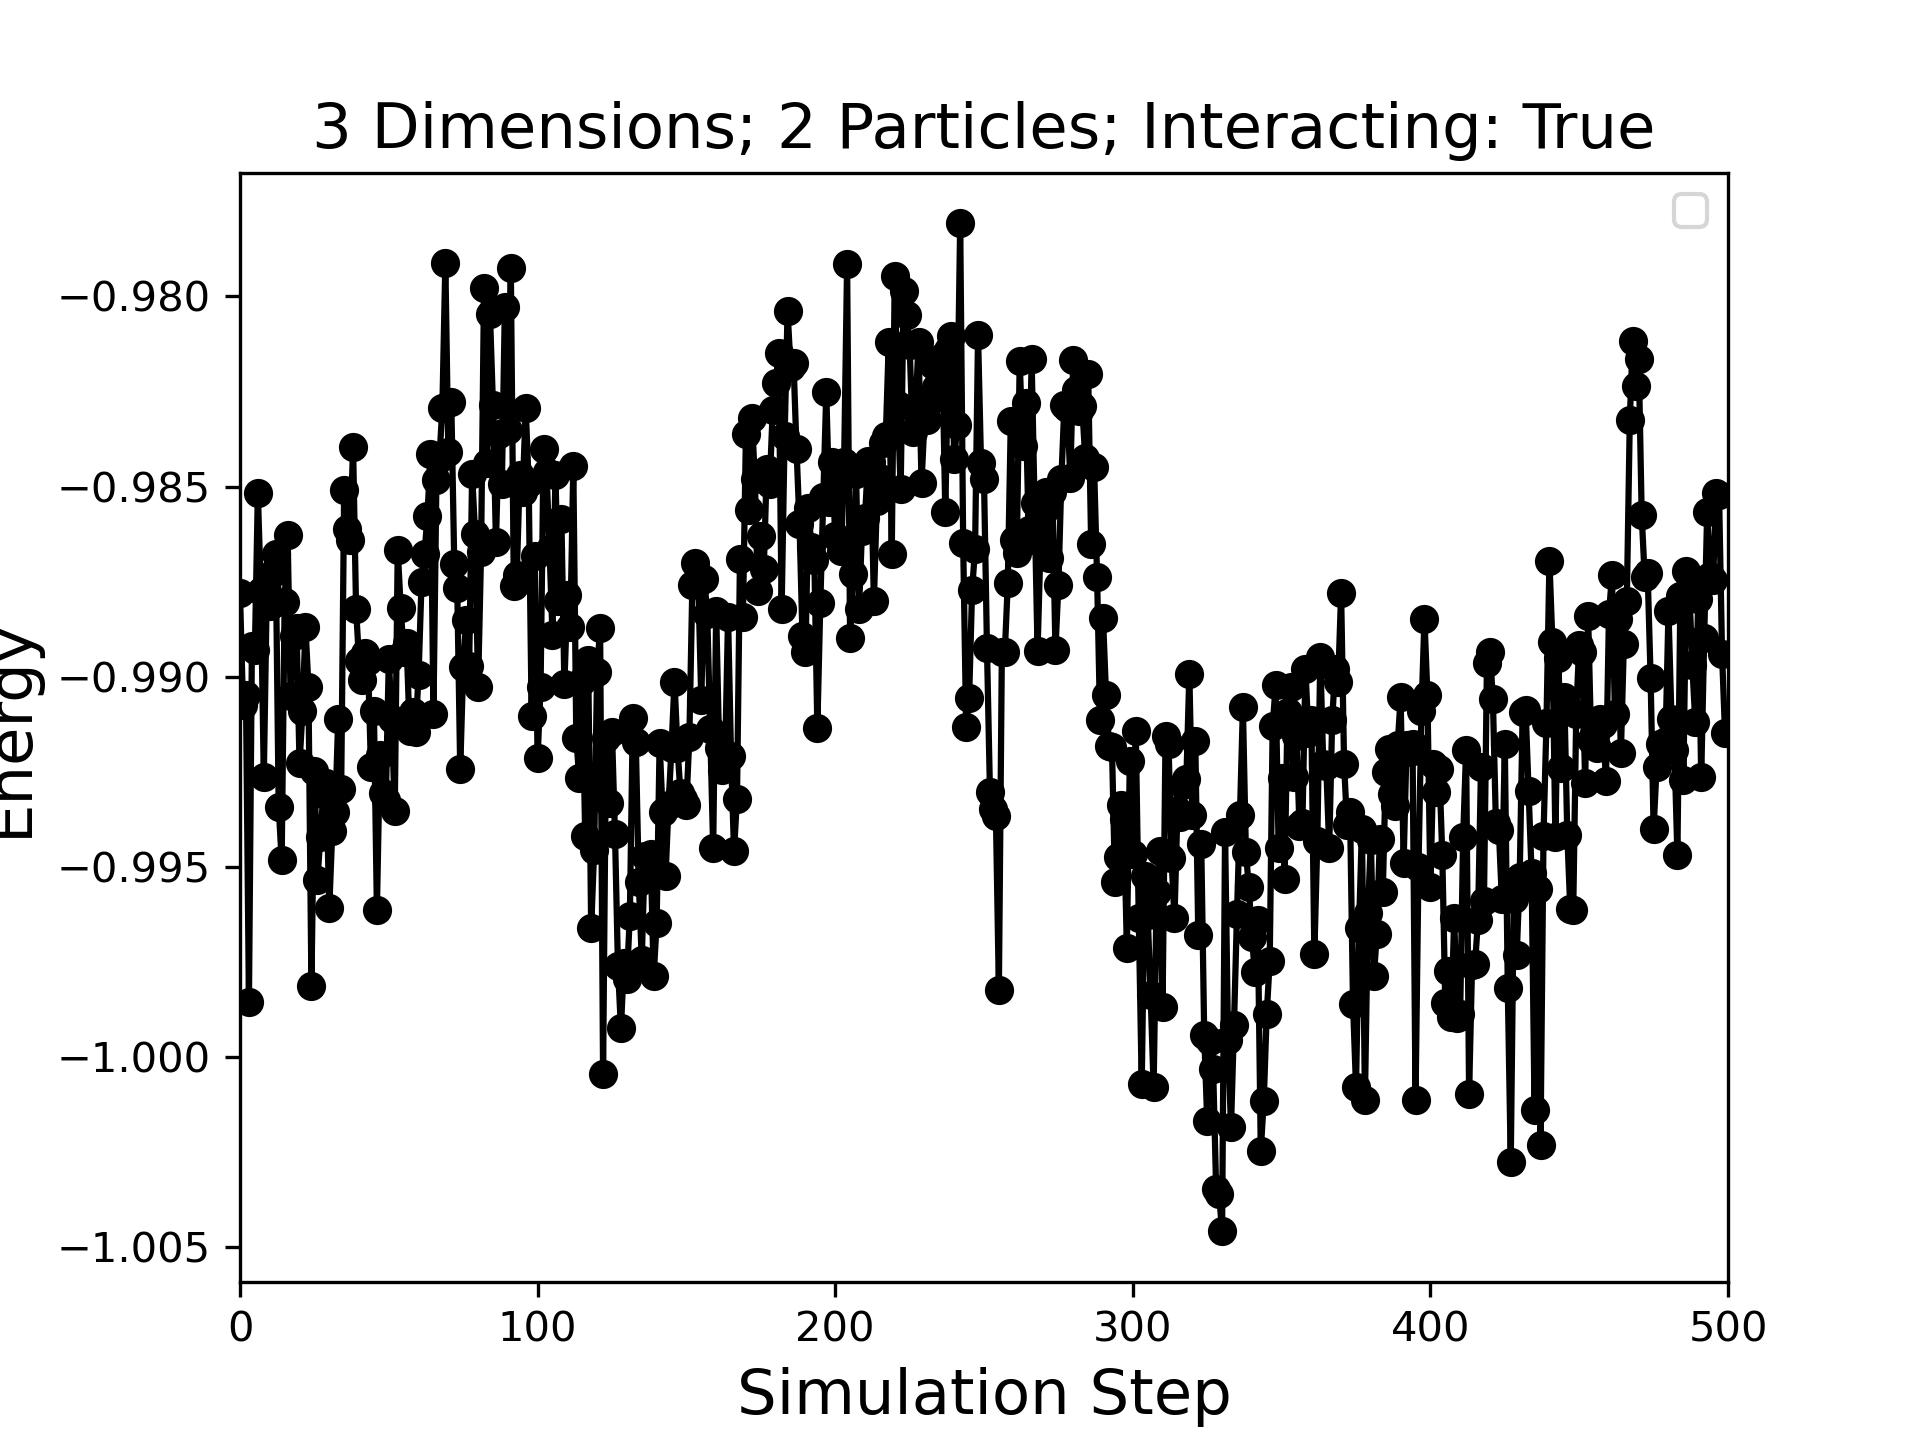 3 Dimensions; 2 Particles; Interacting: True
Energy
−0.980
−0.985
−0.990
−0.995
−1.000
−1.005
0 100 200 300 400 500
Simulation Step